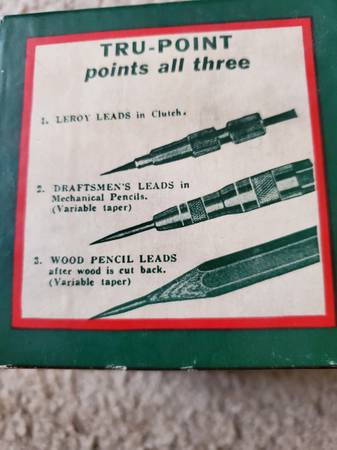 TRU-POINT
points all three
1. LEROY LEADS in Clutch.
2. DRAFTSMEN'S LEADS in
Mechanical Pencils.
(Variable taper)
3. WOOD PENCIL LEADS
after wood is cut back.
(Variable taper)